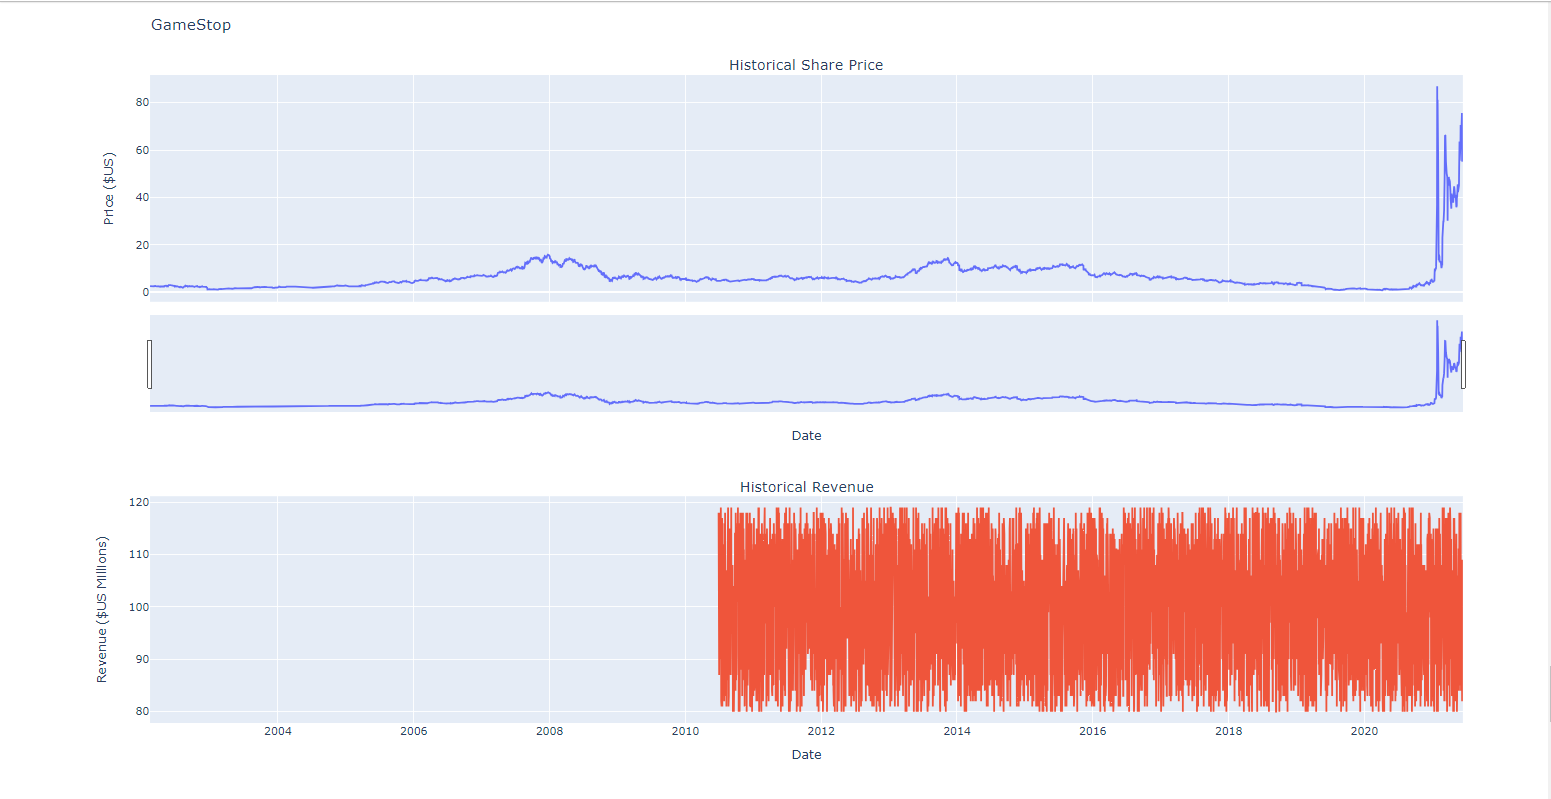 GameStop
Historical Share Price
80
60
40
20
0
Price ($US)
Date
Historical Revenue
120
110
100
90
80
Revenue ($US Millions)
2004 2006 2008 2010 2012 2014 2016 2018 2020
Date